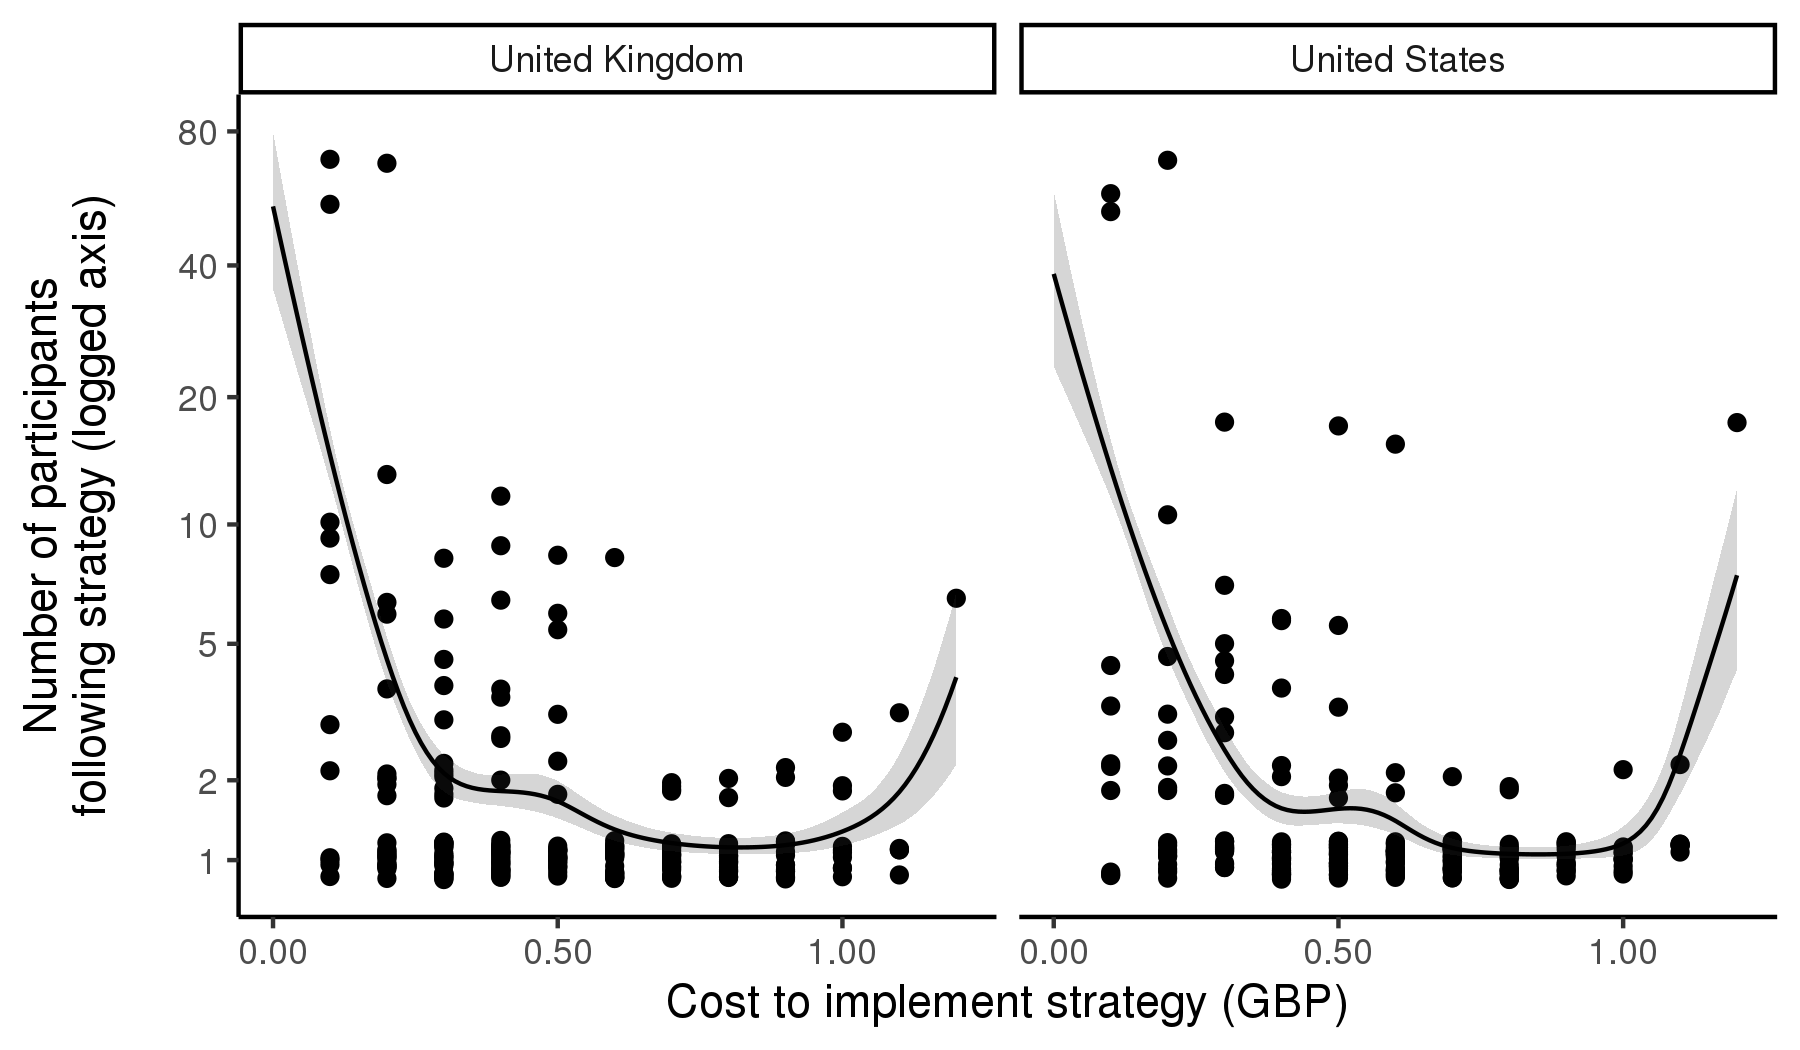 United Kingdom
United States
Number of participants
following strategy (logged axis)
80
40
20
10
5
2
1
0.00
0.50
1.00
0.00
0.50
1.00
Cost to implement strategy (GBP)